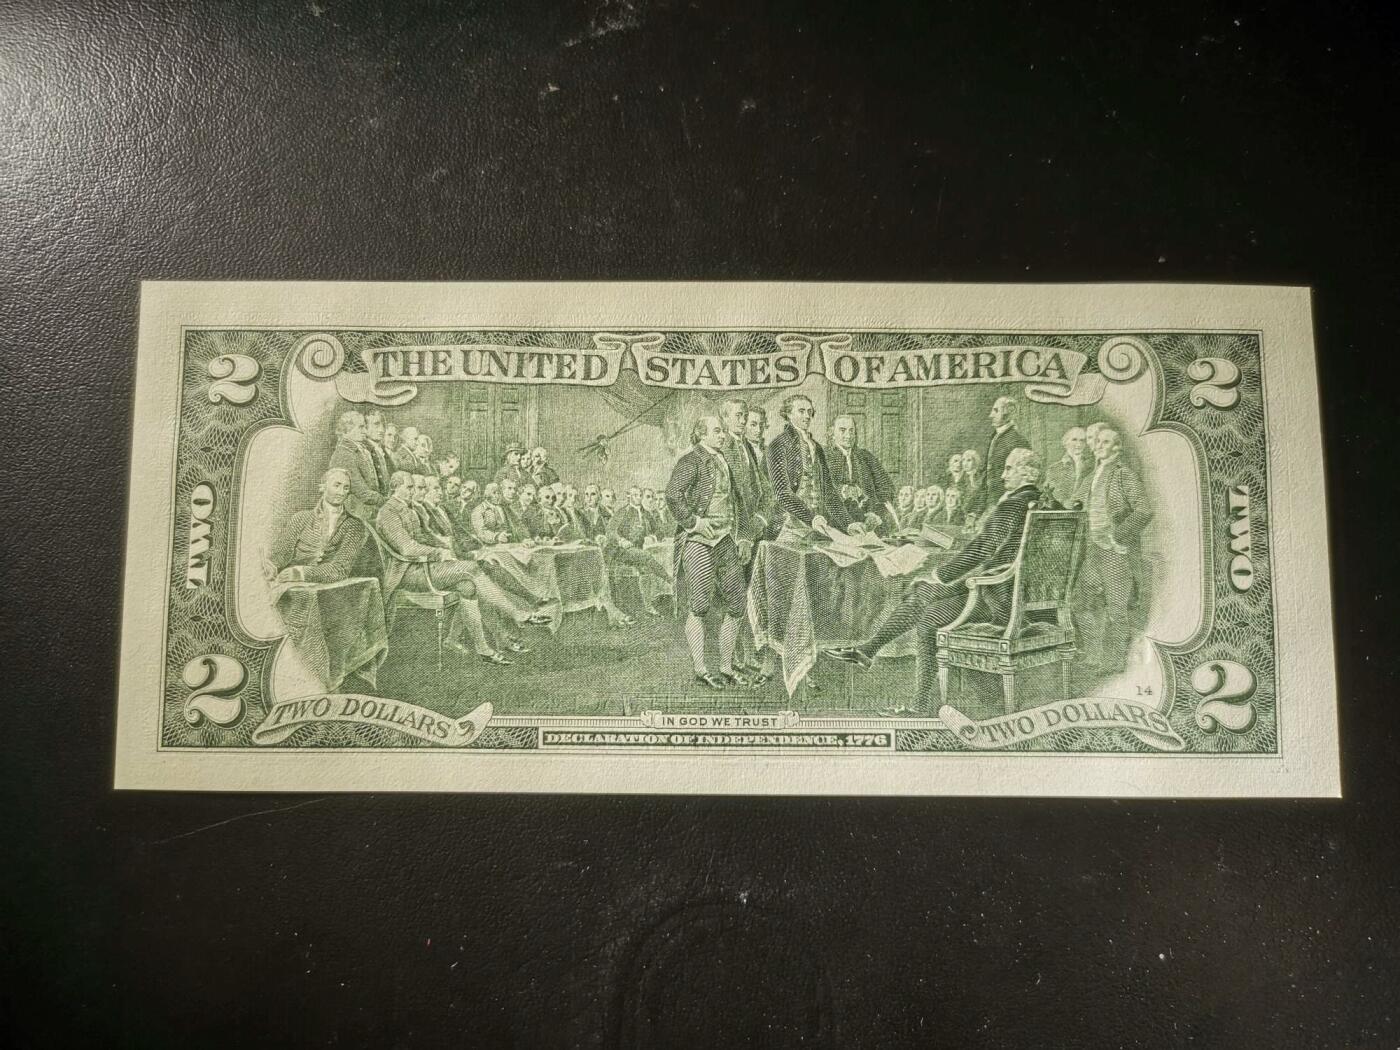 THE UNITED STATES OF AMERICA
2
2
TWO
TWO
2
2
14
TWO DOLLARS
IN GOD WE TRUST
TWO DOLLARS
DECLARATION OF INDEPENDENCE, 1776